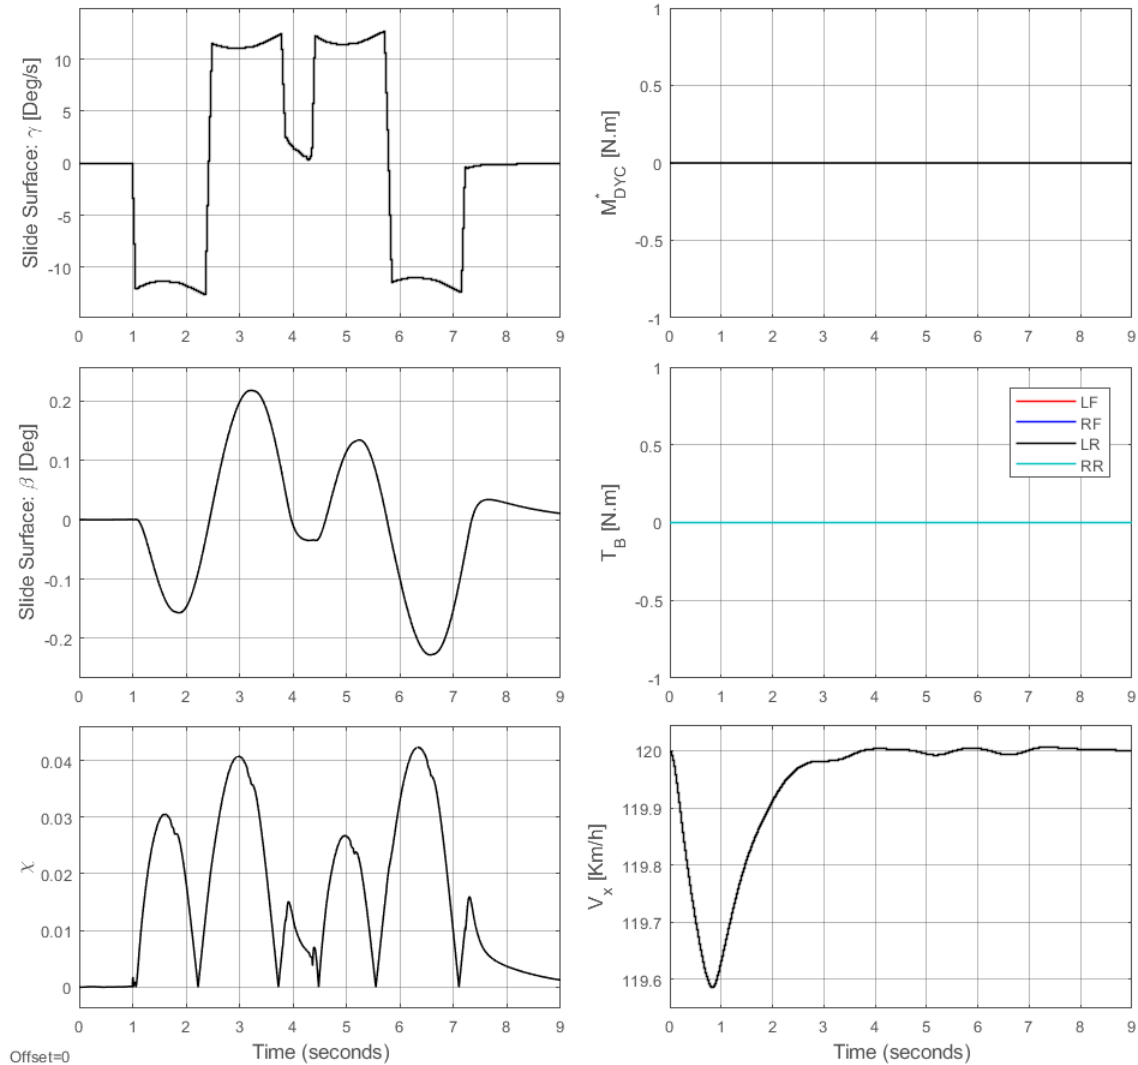 Slide Surface: γ [Deg/s]
10
5
0
-5
-10
0 1 2 3 4 5 6 7 8 9
M*DYC [N.m]
1
0.5
0
-0.5
-1
0 1 2 3 4 5 6 7 8 9
Slide Surface: β [Deg]
0.2
0.1
0
-0.1
-0.2
0 1 2 3 4 5 6 7 8 9
TB [N.m]
1
0.5
0
-0.5
-1
0 1 2 3 4 5 6 7 8 9
LF
RF
LR
RR
χ
0.04
0.03
0.02
0.01
0
0 1 2 3 4 5 6 7 8 9
Time (seconds)
Offset=0
Vx [Km/h]
120
119.9
119.8
119.7
119.6
0 1 2 3 4 5 6 7 8 9
Time (seconds)